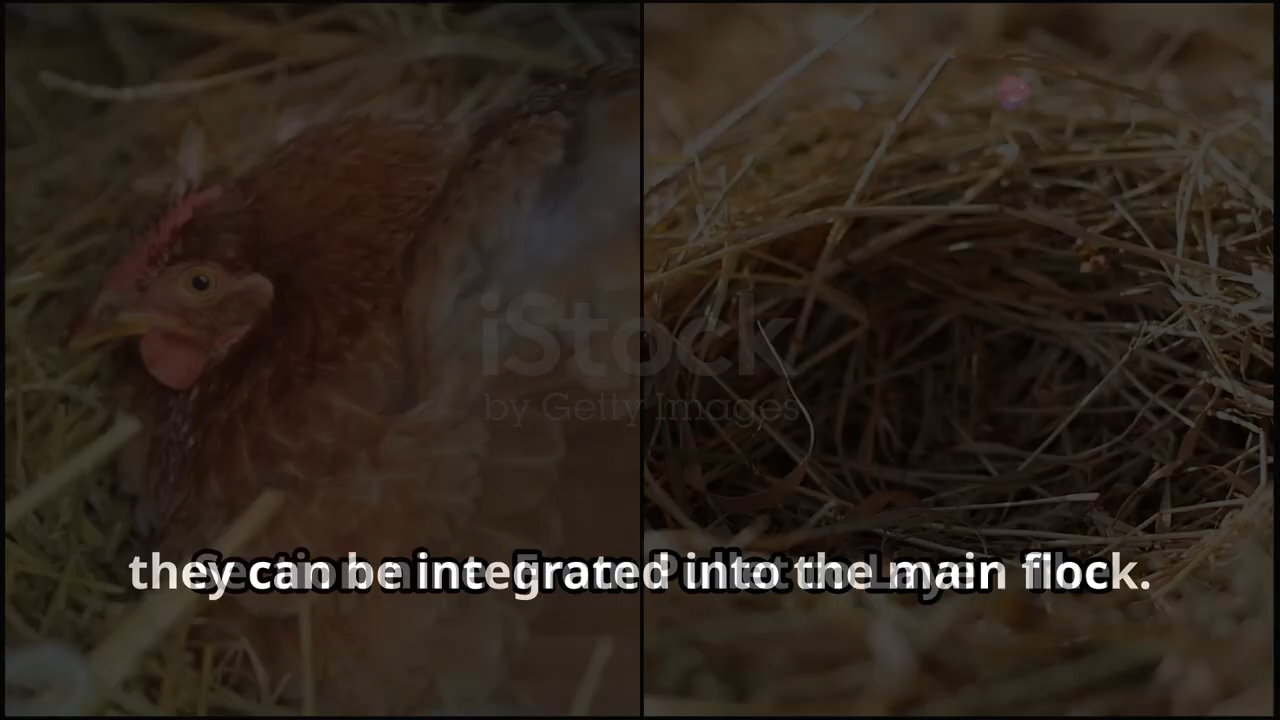 iStock
by Getty Images
they can be integrated into the main flock.